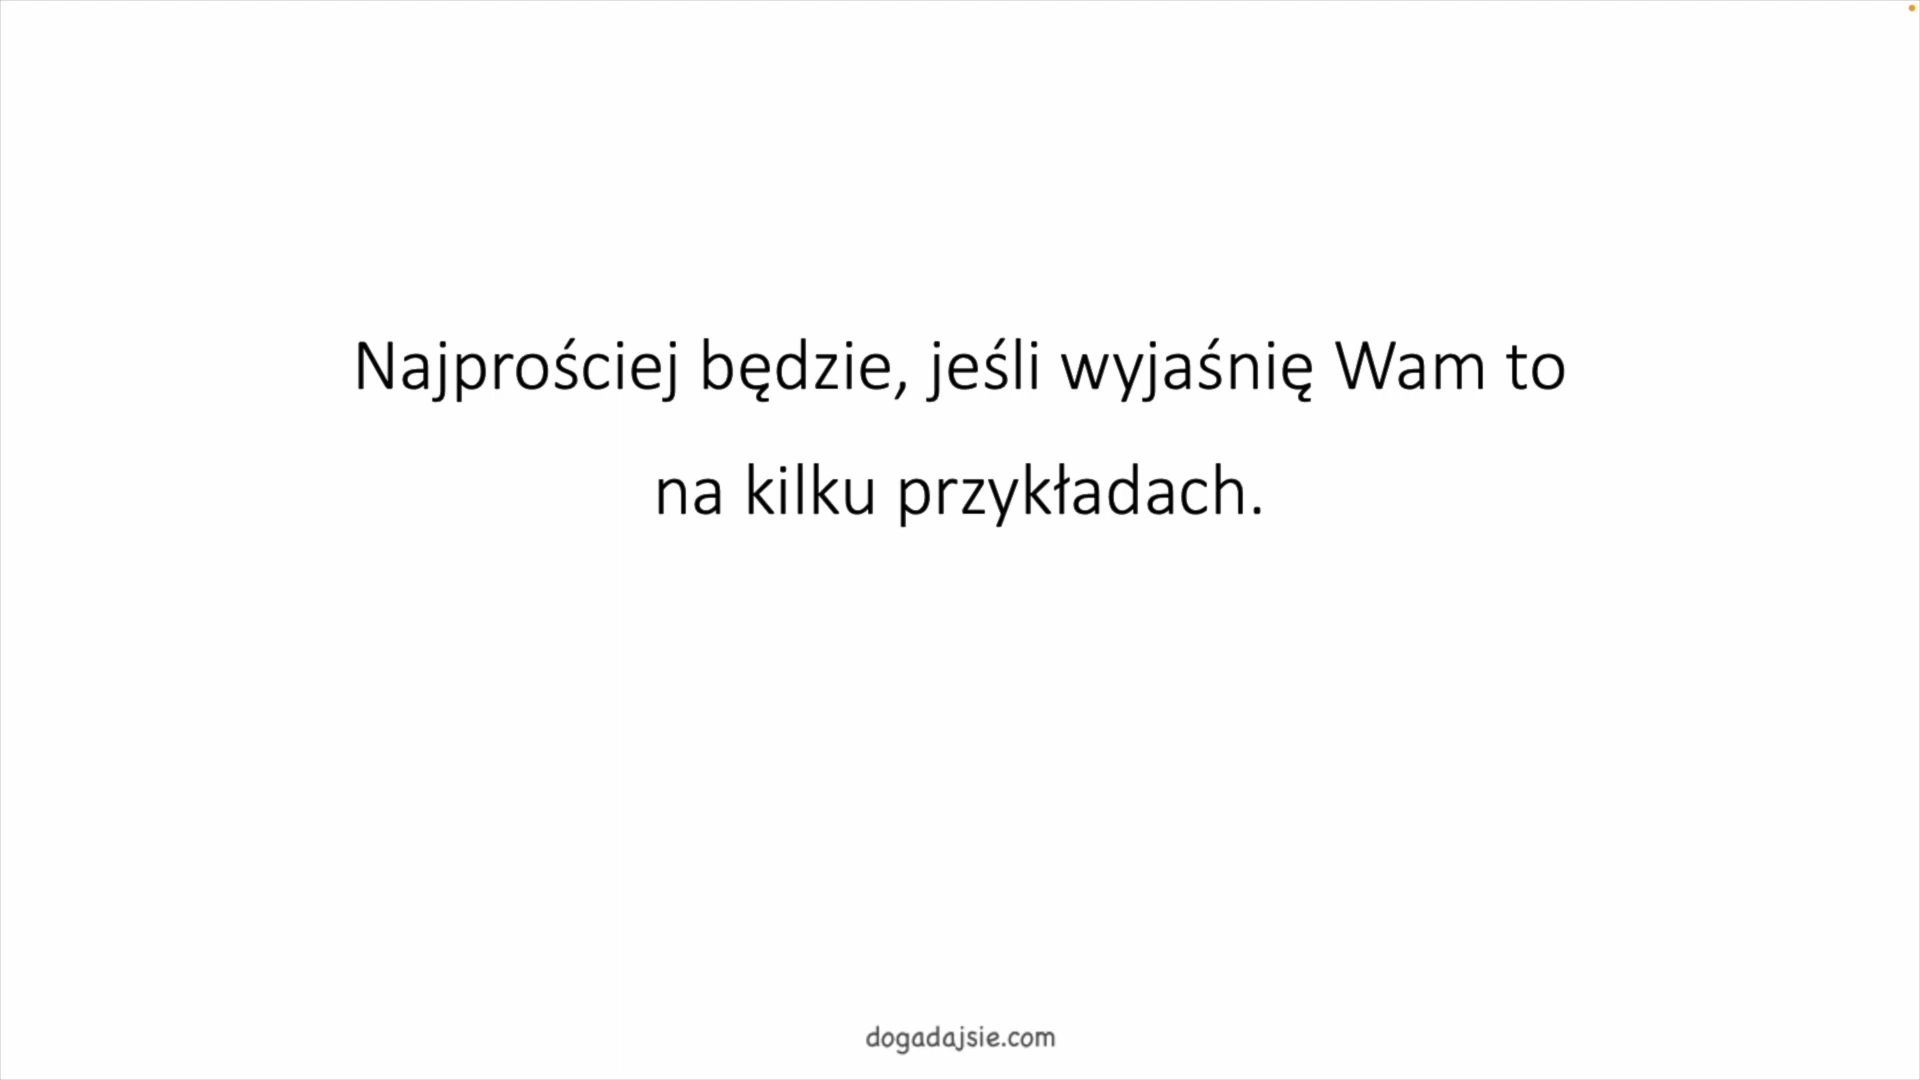 Najprościej będzie, jeśli wyjaśnię Wam to
na kilku przykładach.
dogadajsie.com